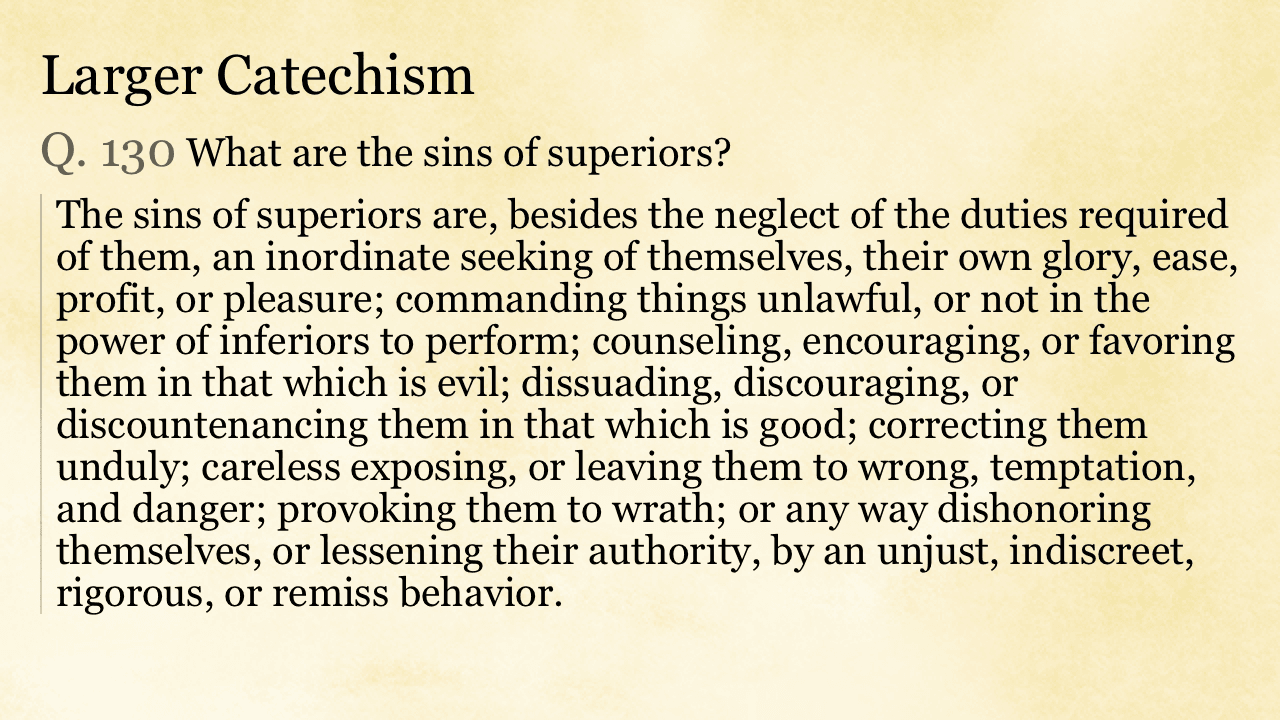 Larger Catechism
Q. 130 What are the sins of superiors?
The sins of superiors are, besides the neglect of the duties required
of them, an inordinate seeking of themselves, their own glory, ease,
profit, or pleasure; commanding things unlawful, or not in the
power of inferiors to perform; counseling, encouraging, or favoring
them in that which is evil; dissuading, discouraging, or
discountenancing them in that which is good; correcting them
unduly; careless exposing, or leaving them to wrong, temptation,
and danger; provoking them to wrath; or any way dishonoring
themselves, or lessening their authority, by an unjust, indiscreet,
rigorous, or remiss behavior.